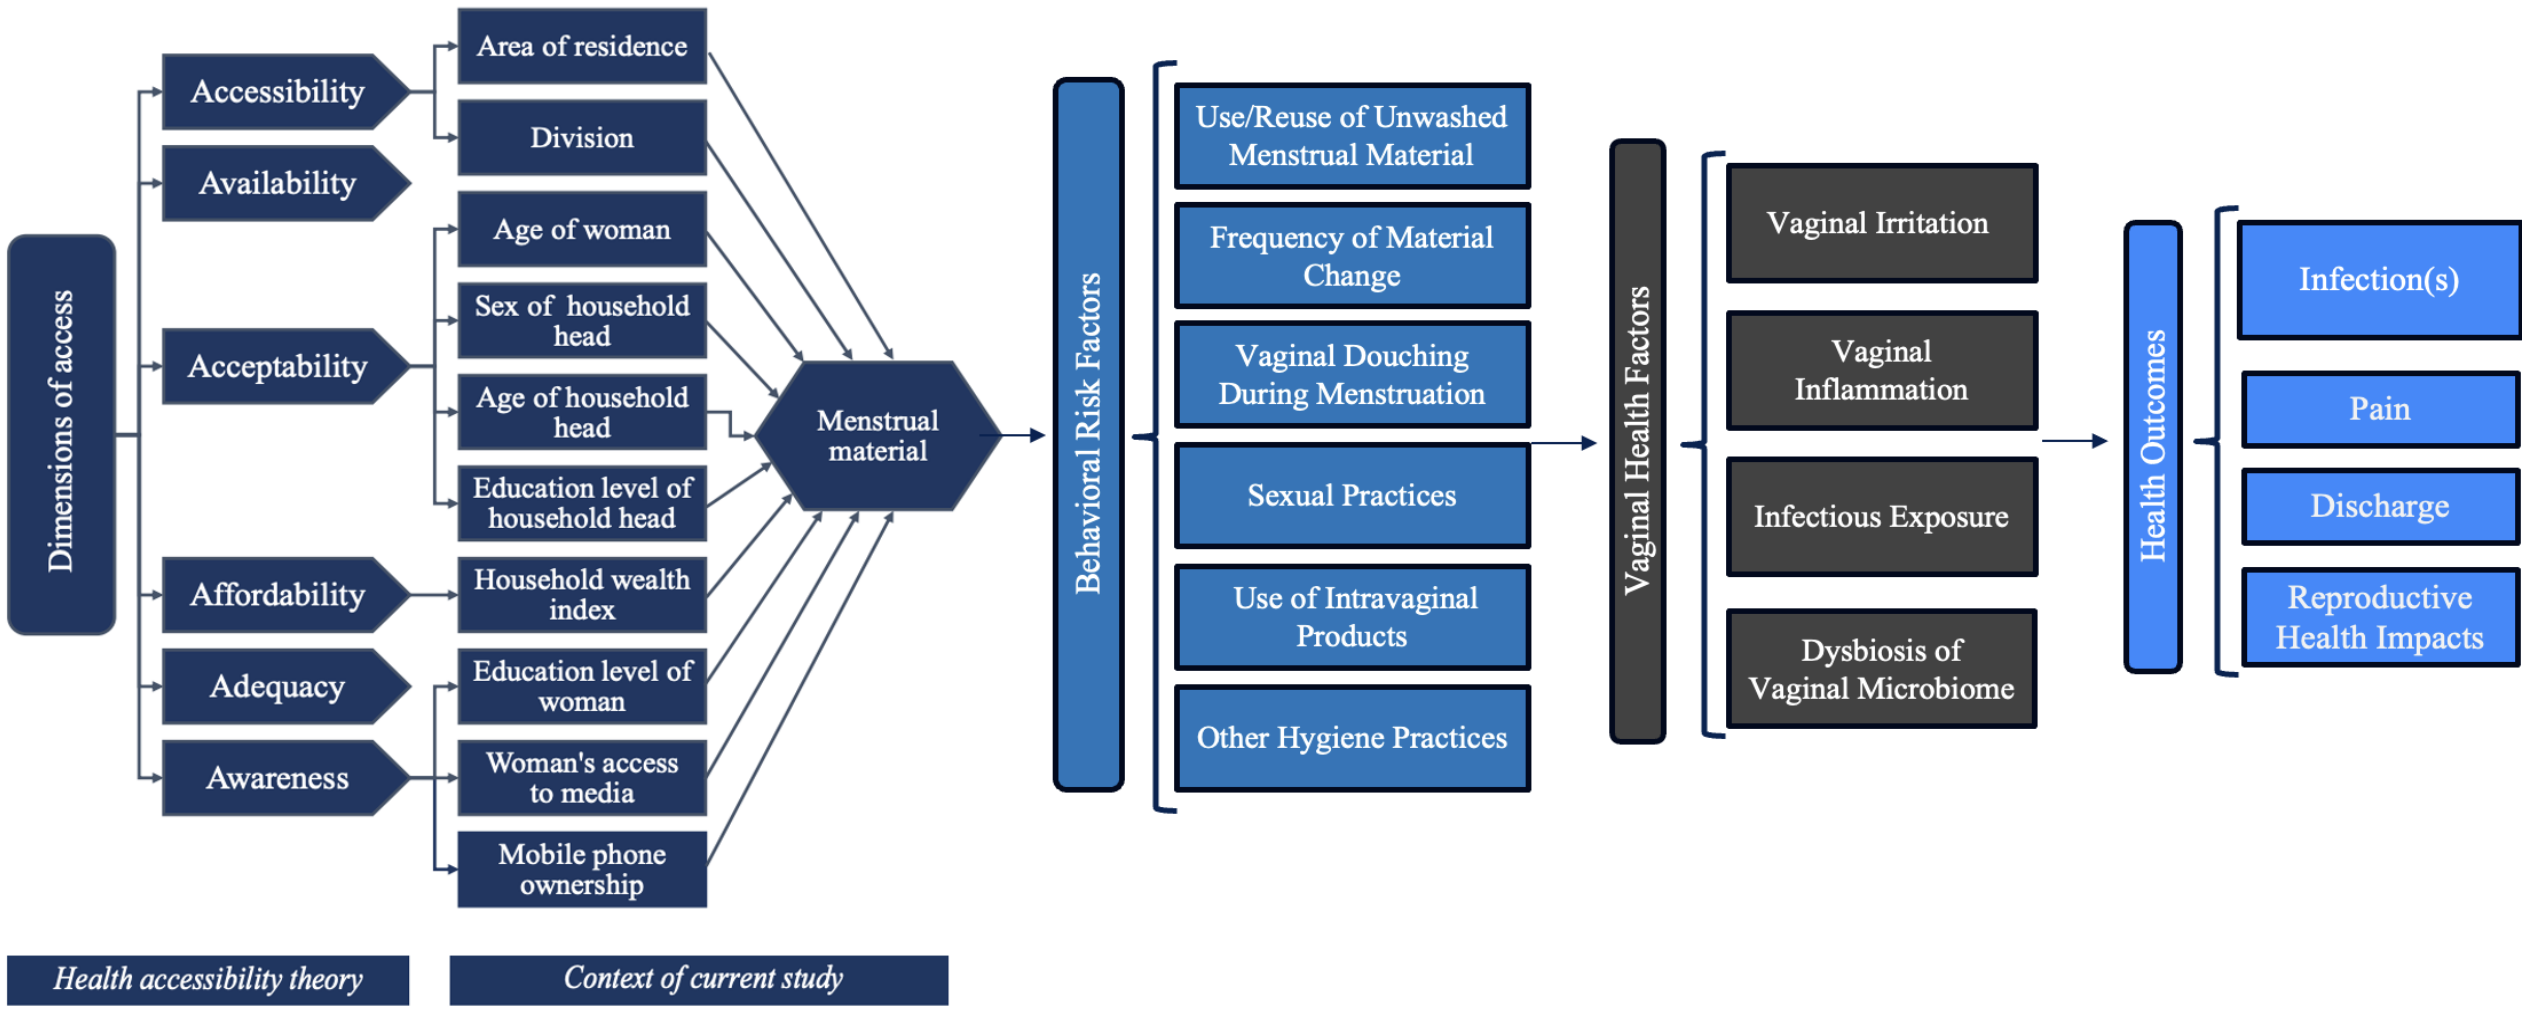 Dimensions of access
Accessibility
Availability
Acceptability
Affordability
Adequacy
Awareness
Area of residence
Division
Age of woman
Sex of household
head
Age of household
head
Education level of
household head
Household wealth
index
Education level of
woman
Woman's access
to media
Mobile phone
ownership
Menstrual
material
Behavioral Risk Factors
Use/Reuse of Unwashed
Menstrual Material
Frequency of Material
Change
Vaginal Douching
During Menstruation
Sexual Practices
Use of Intravaginal
Products
Other Hygiene Practices
Vaginal Health Factors
Vaginal Irritation
Vaginal
Inflammation
Infectious Exposure
Dysbiosis of
Vaginal Microbiome
Health Outcomes
Infection(s)
Pain
Discharge
Reproductive
Health Impacts
Health accessibility theory
Context of current study